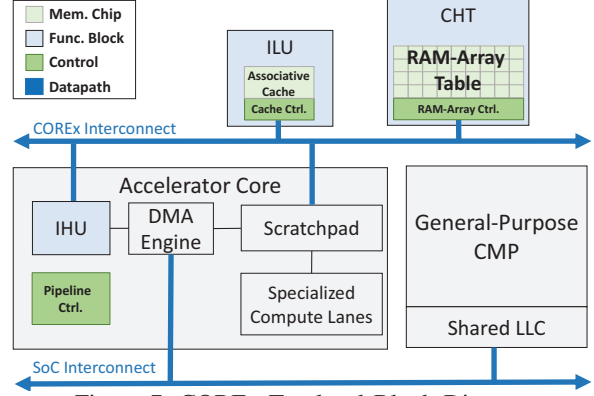 Mem. Chip
Func. Block
Control
Datapath
ILU
Associative
Cache
Cache Ctrl.
CHT
RAM-Array
Table
RAM-Array Ctrl.
COREx Interconnect
Accelerator Core
IHU
DMA
Engine
Scratchpad
Pipeline
Ctrl.
Specialized
Compute Lanes
General-Purpose
CMP
Shared LLC
SoC Interconnect